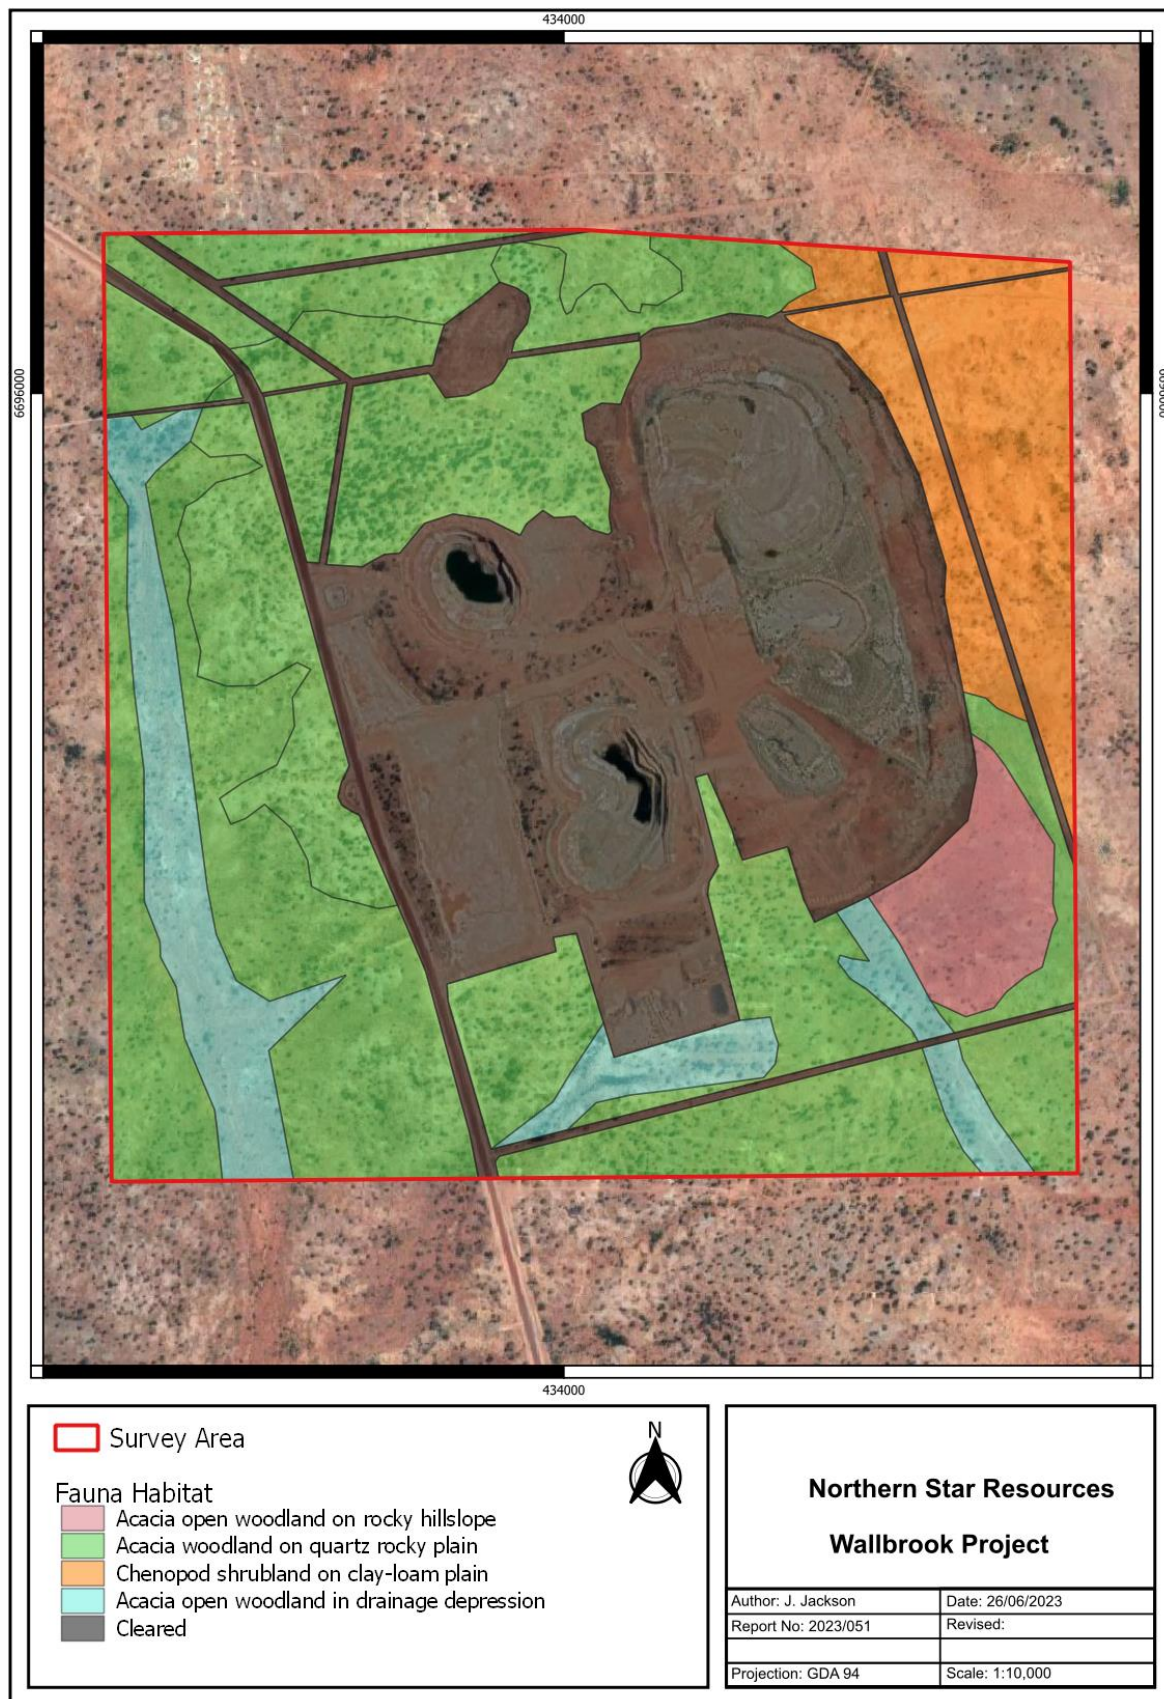 434000
6696000
6696000
434000
Survey Area
Fauna Habitat
Acacia open woodland on rocky hillslope
Acacia woodland on quartz rocky plain
Chenopod shrubland on clay-loam plain
Acacia open woodland in drainage depression
Cleared
N
Northern Star Resources
Wallbrook Project
Author: J. Jackson
Date: 26/06/2023
Report No: 2023/051
Revised:
Projection: GDA 94
Scale: 1:10,000